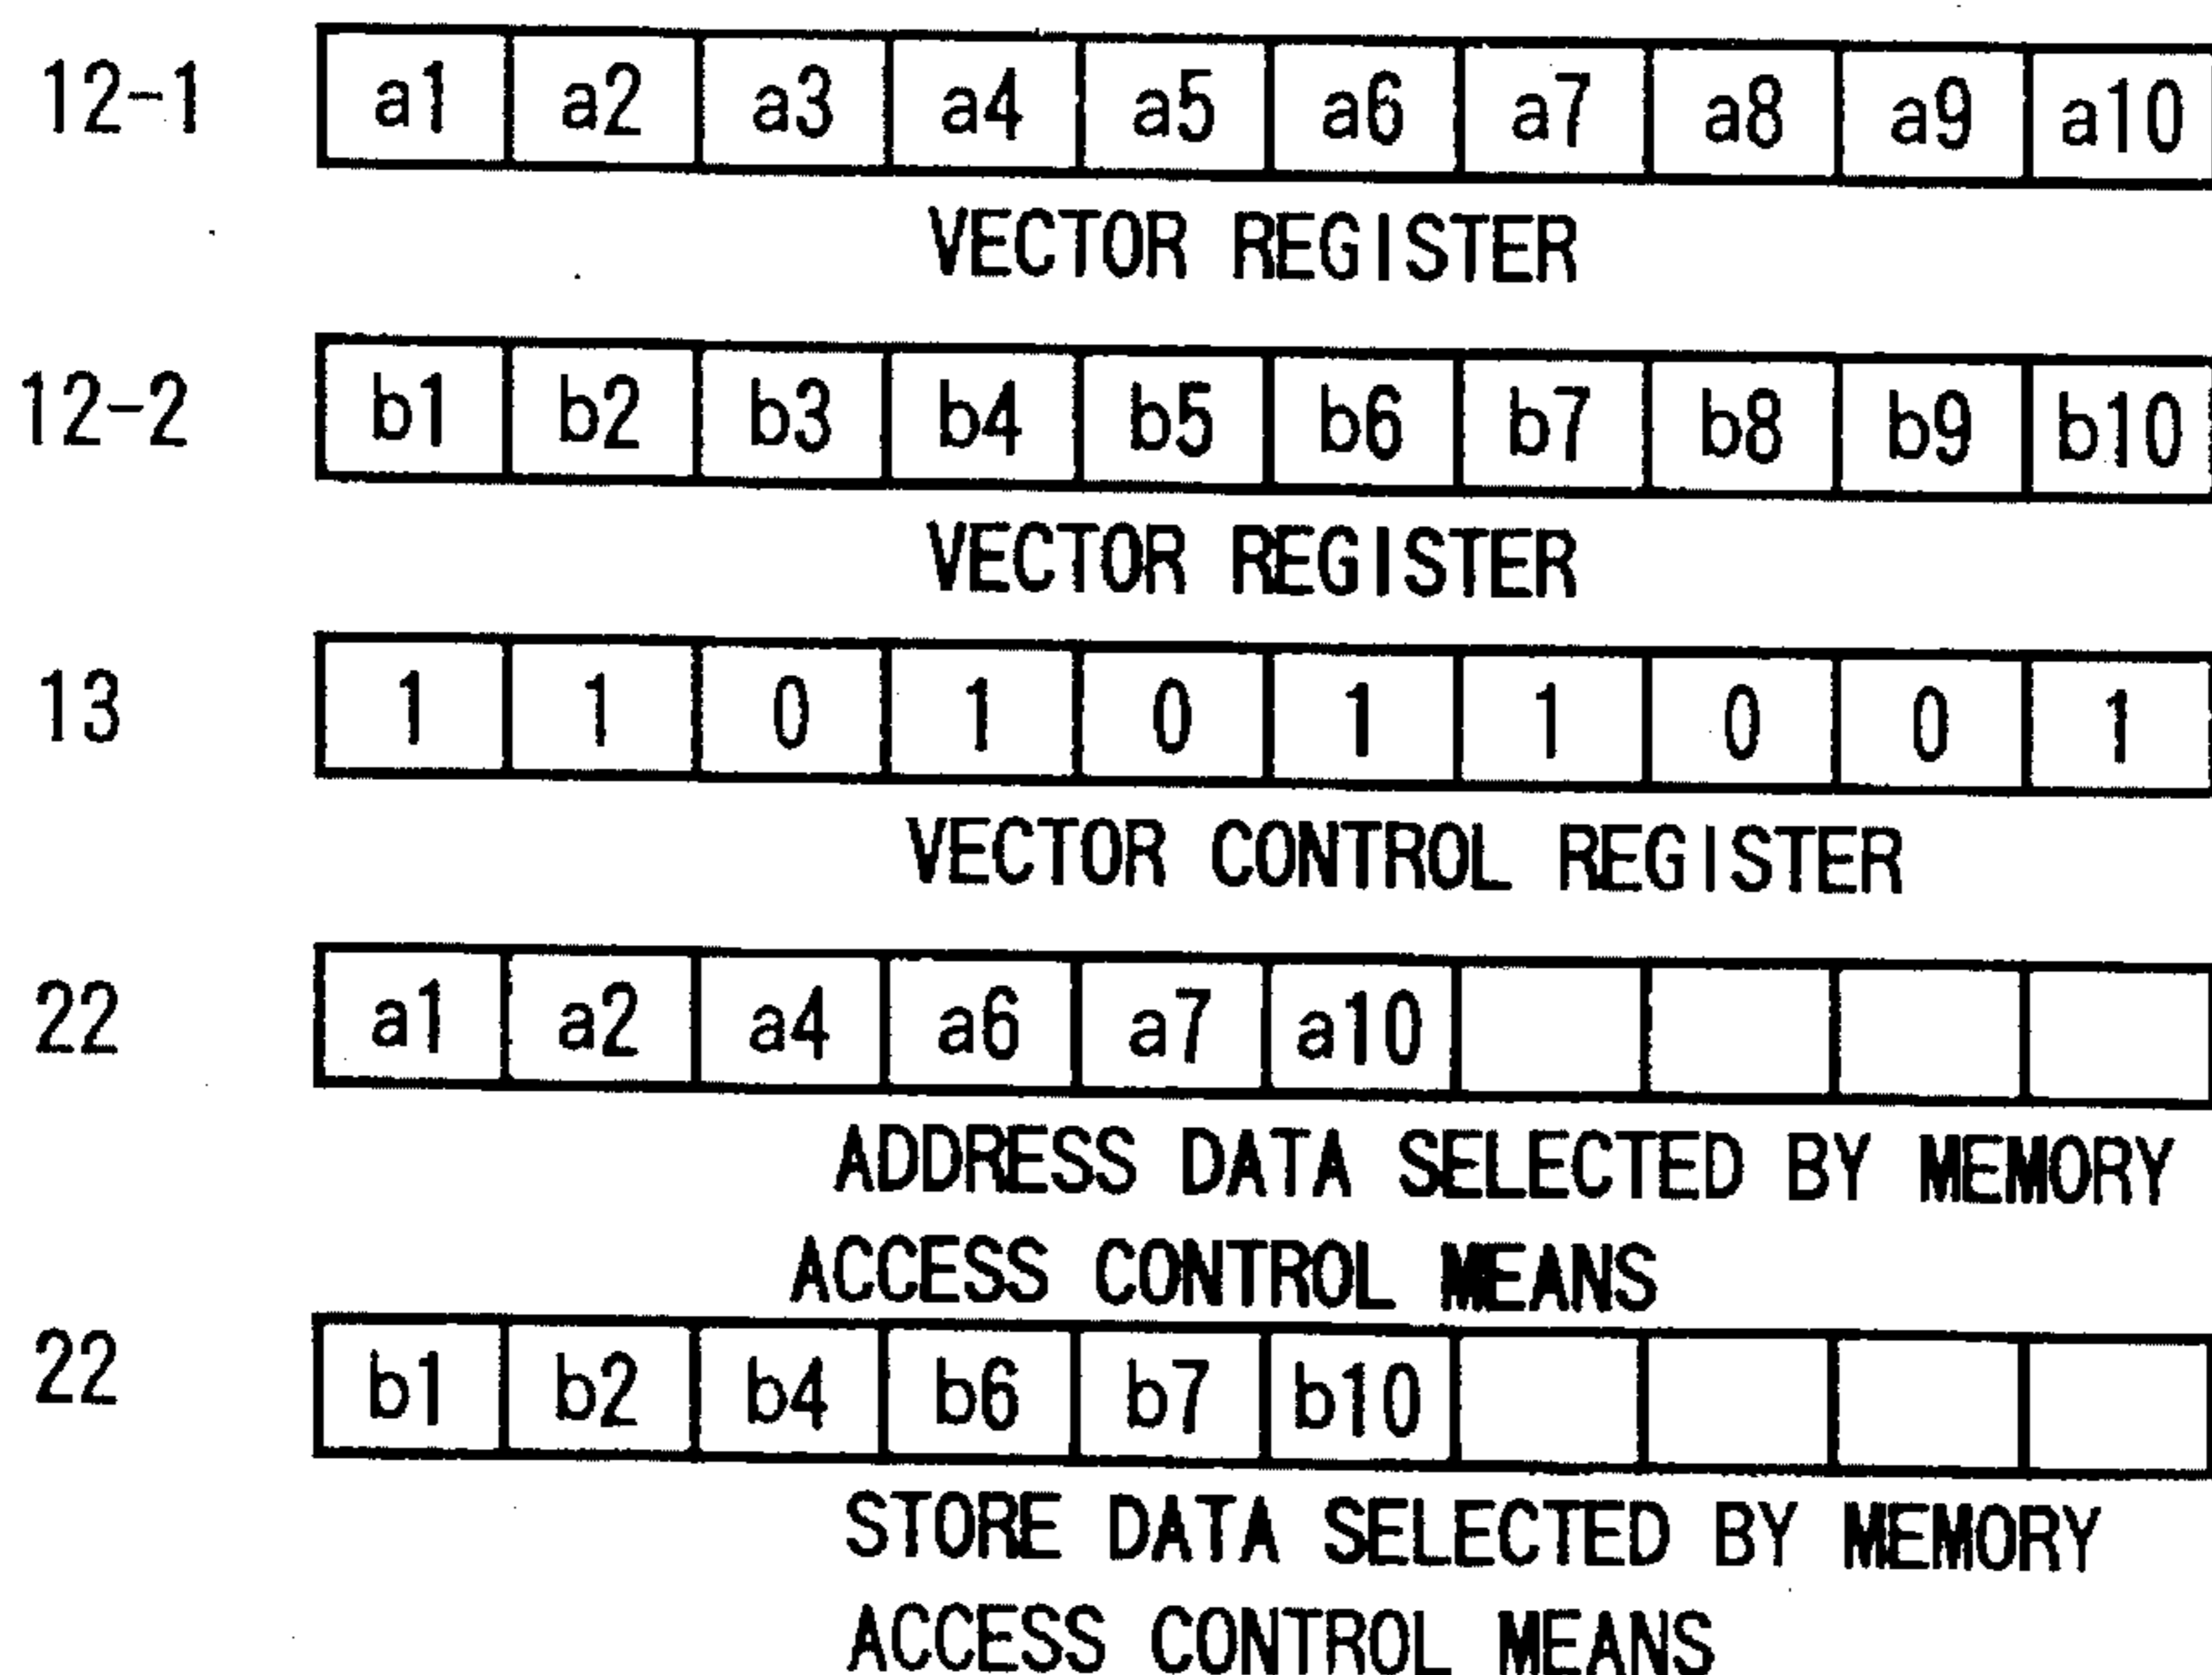 12-1 a1 a2 a3 a4 a5 a6 a7 a8 a9 a10
VECTOR REGISTER
12-2 b1 b2 b3 b4 b5 b6 b7 b8 b9 b10
VECTOR REGISTER
13 1 1 0 1 0 1 1 0 0 1
VECTOR CONTROL REGISTER
22 a1 a2 a4 a6 a7 a10
ADDRESS DATA SELECTED BY MEMORY
ACCESS CONTROL MEANS
22 b1 b2 b4 b6 b7 b10
STORE DATA SELECTED BY MEMORY
ACCESS CONTROL MEANS